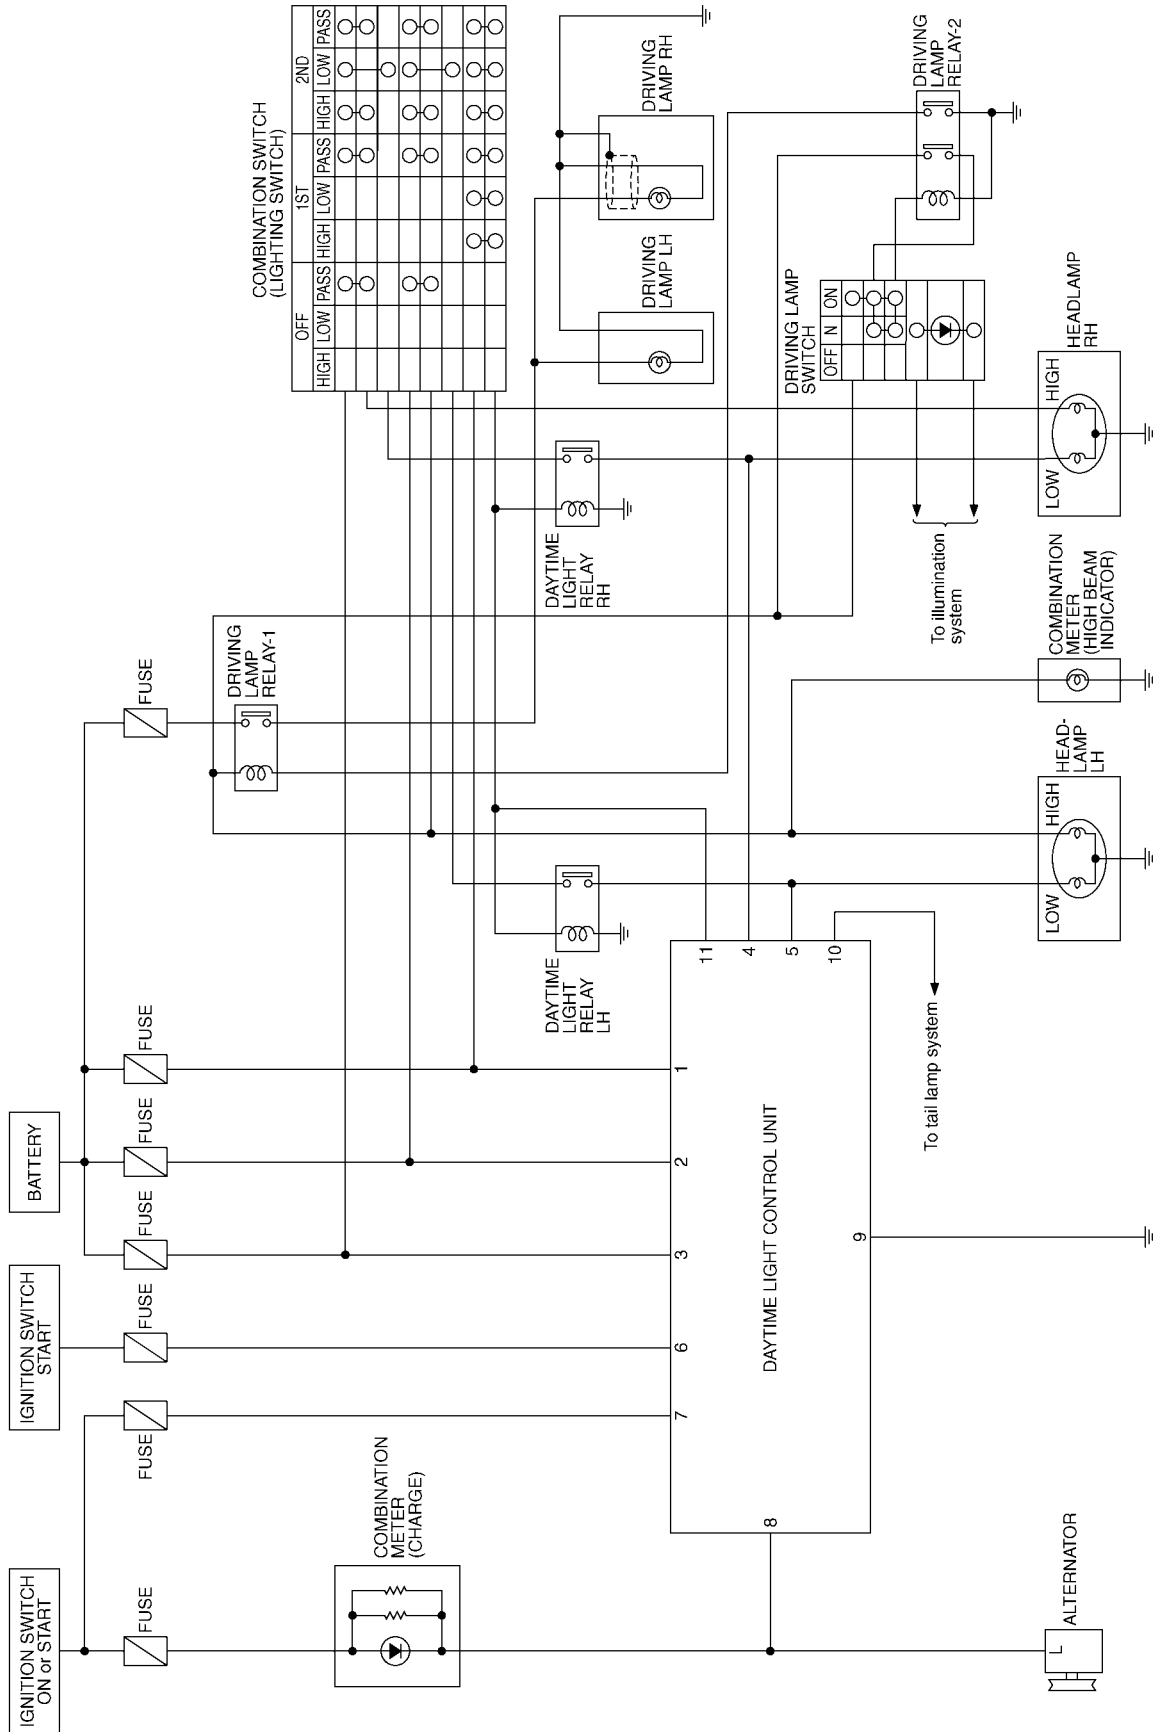 IGNITION SWITCH
ON or START
IGNITION SWITCH
START
BATTERY
FUSE
FUSE
FUSE
FUSE
FUSE
FUSE
FUSE
COMBINATION
METER
(CHARGE)
DRIVING
LAMP
RELAY-1
COMBINATION SWITCH
(LIGHTING SWITCH)
OFF
1ST
2ND
HIGH
LOW
PASS
HIGH
LOW
PASS
HIGH
LOW
PASS
DAYTIME
LIGHT
RELAY
LH
DAYTIME
LIGHT
RELAY
RH
DRIVING
LAMP LH
DRIVING
LAMP RH
8
7
6
3
2
1
11
4
5
10
9
DAYTIME LIGHT CONTROL UNIT
To tail lamp system
DRIVING LAMP
SWITCH
OFF
N
ON
DRIVING
LAMP
RELAY-2
To illumination
system
ALTERNATOR
L
HEAD-
LAMP
LH
LOW
HIGH
COMBINATION
METER
(HIGH BEAM
INDICATOR)
HEADLAMP
RH
LOW
HIGH